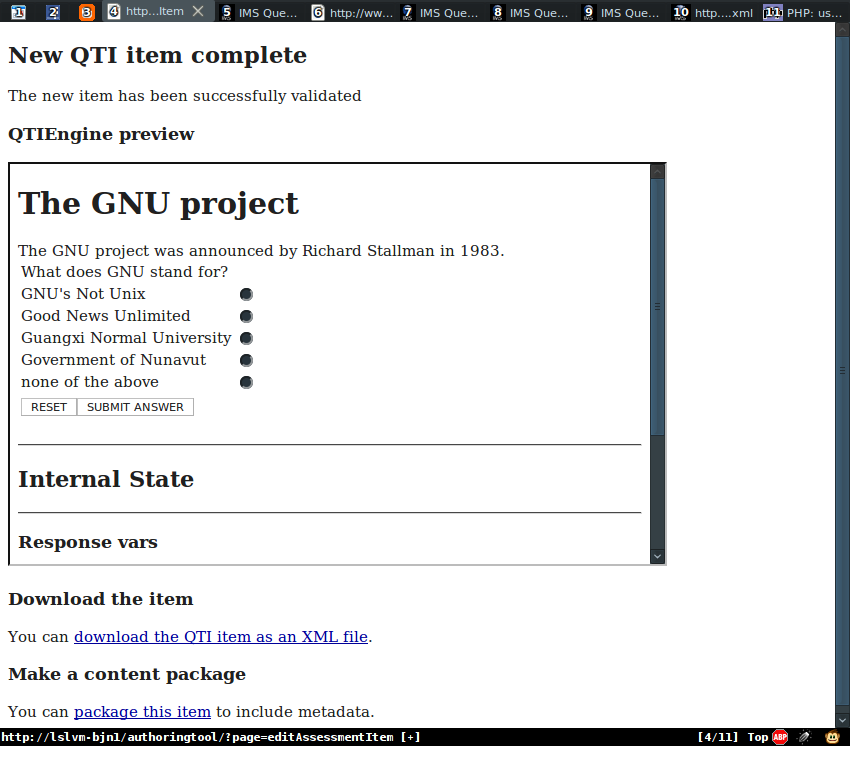 1 2 3 4 http...Item 5 IMS Que... 6 http://ww... 7 IMS Que... 8 IMS Que... 9 IMS Que... 10 http....xml 11 PHP: us...
New QTI item complete
The new item has been successfully validated
QTIEngine preview
The GNU project
The GNU project was announced by Richard Stallman in 1983.
What does GNU stand for?
GNU's Not Unix
Good News Unlimited
Guangxi Normal University
Government of Nunavut
none of the above
RESET SUBMIT ANSWER
Internal State
Response vars
Download the item
You can download the QTI item as an XML file.
Make a content package
You can package this item to include metadata.
http://lslvm-bjn1/authoringtool/?page=editAssessmentItem [+] [4/11] Top ABP